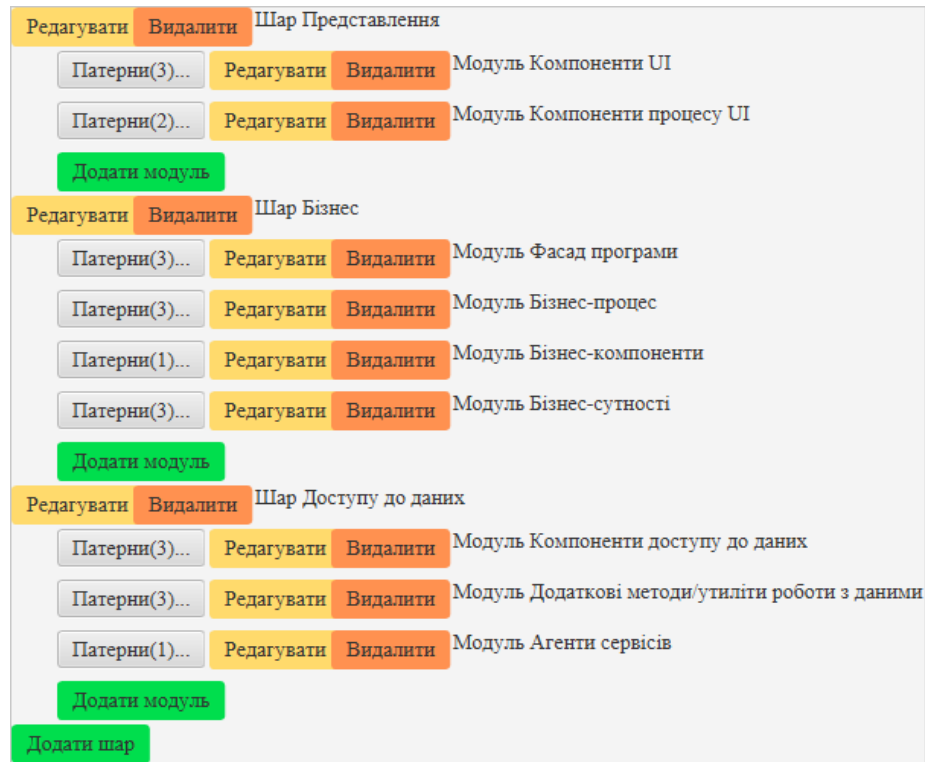 Редагувати Видалити Шар Представлення
Патерни(3)... Редагувати Видалити Модуль Компоненти UI
Патерни(2)... Редагувати Видалити Модуль Компоненти процесу UI
Додати модуль
Редагувати Видалити Шар Бізнес
Патерни(3)... Редагувати Видалити Модуль Фасад програми
Патерни(3)... Редагувати Видалити Модуль Бізнес-процес
Патерни(1)... Редагувати Видалити Модуль Бізнес-компоненти
Патерни(3)... Редагувати Видалити Модуль Бізнес-сутності
Додати модуль
Редагувати Видалити Шар Доступу до даних
Патерни(3)... Редагувати Видалити Модуль Компоненти доступу до даних
Патерни(3)... Редагувати Видалити Модуль Додаткові методи/утиліти роботи з даними
Патерни(1)... Редагувати Видалити Модуль Агенти сервісів
Додати модуль
Додати шар